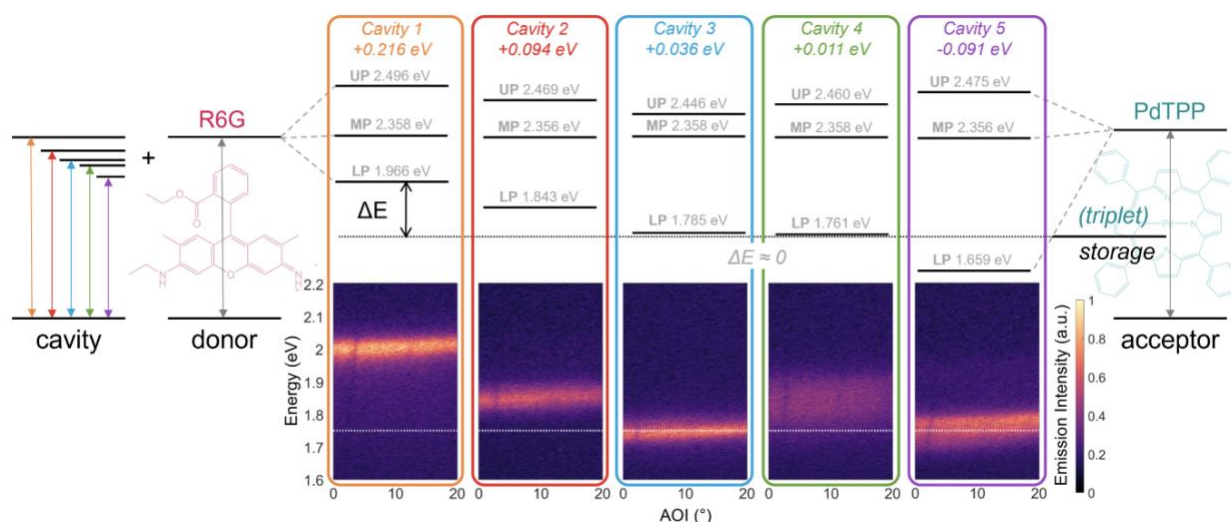 Cavity 1
+0.216 eV
Cavity 2
+0.094 eV
Cavity 3
+0.036 eV
Cavity 4
+0.011 eV
Cavity 5
-0.091 eV
R6G
PdTPP
UP 2.496 eV
MP 2.358 eV
LP 1.966 eV
UP 2.469 eV
MP 2.356 eV
LP 1.843 eV
UP 2.446 eV
MP 2.358 eV
LP 1.785 eV
UP 2.460 eV
MP 2.358 eV
LP 1.761 eV
UP 2.475 eV
MP 2.356 eV
LP 1.659 eV
+
ΔE
ΔE ≈ 0
(triplet)
storage
cavity
donor
acceptor
O
O
HN
O
NH
N
Energy (eV)
2.2
2.1
2
1.9
1.8
1.7
1.6
0 10 20
0 10 20
0 10 20
0 10 20
0 10 20
AOI (°)
1
0.8
0.6
0.4
0.2
0
Emission Intensity (a.u.)